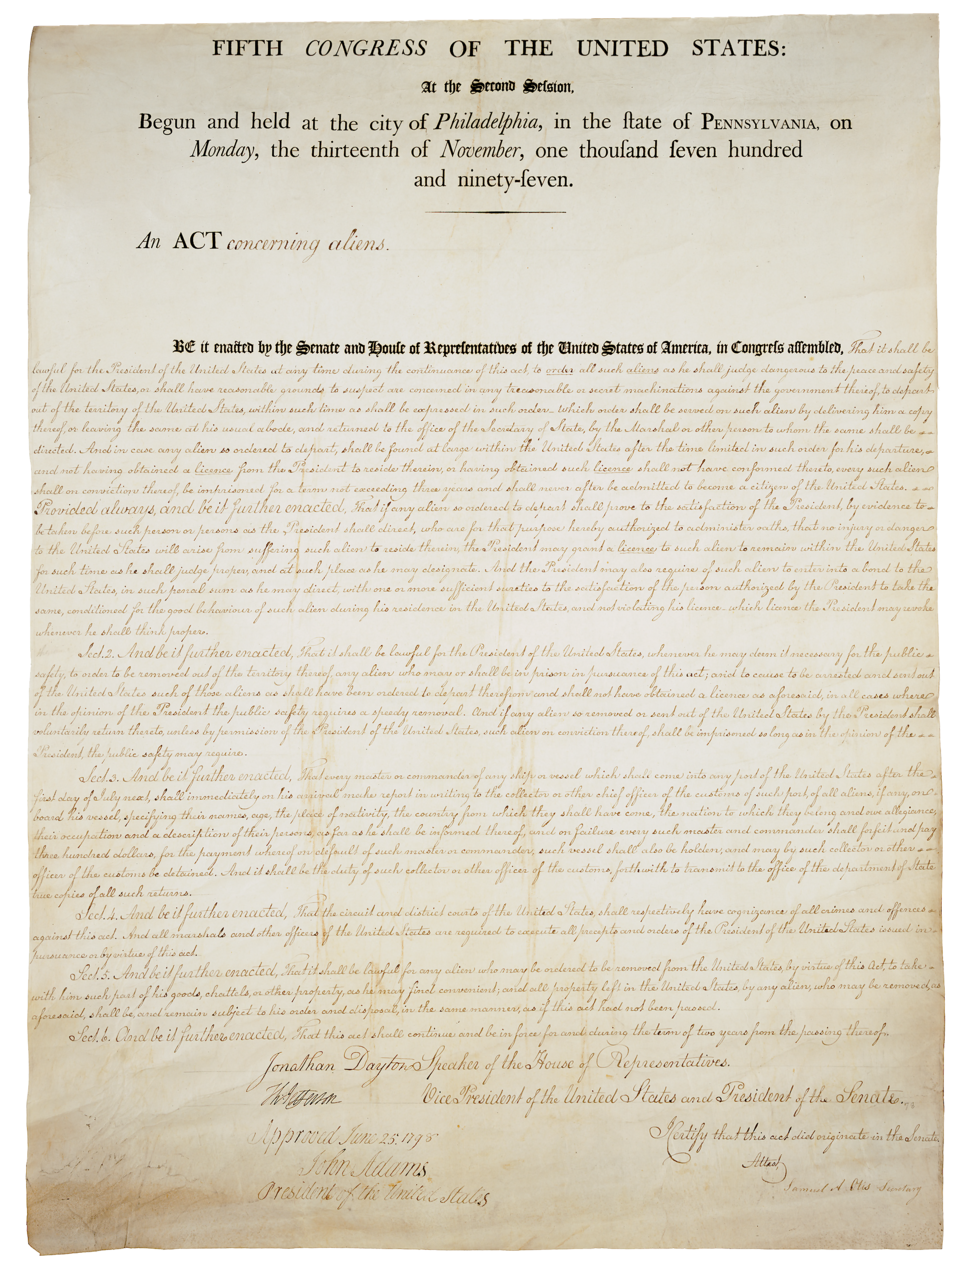 FIFTH CONGRESS OF THE UNITED STATES:
At the Second Seſsion,
Begun and held at the city of Philadelphia, in the ſtate of PENNSYLVANIA, on
Monday, the thirteenth of November, one thouſand ſeven hundred
and ninety-ſeven.
An ACT concerning aliens.
BE it enacted by the Senate and House of Representatives of the United States of America, in Congreſs aſsembled, That it shall be
lawful for the President of the United States at any time during the continuance of this act, to order all such aliens as he shall judge dangerous to the peace and safety
of the United States, or shall have reasonable grounds to suspect are concerned in any treasonable or secret machinations against the government thereof, to depart
out of the territory of the United States, within such time as shall be expressed in such order. Which order shall be served on such alien by delivering him a copy
thereof, or leaving the same at his usual abode, and returned to the office of the Secretary of State, by the Marshal or other person to whom the same shall be --
directed. And in case any alien so ordered to depart, shall be found at large within the United States after the time limited in such order for his departure,
and not having obtained a licence from the President to reside therein, or having obtained such licence shall not have conformed thereto, every such alien
shall on conviction thereof, be imprisoned for a term not exceeding three years and shall never after be admitted to become a citizen of the United States. - -
Provided always, and be it further enacted, That if any alien so ordered to depart shall prove to the satisfaction of the President, by evidence to -
be taken before such person or persons as the President shall direct, who are for that purpose hereby authorized to administer oaths, that no injury or danger
to the United States will arise from suffering such alien to reside therein, the President may grant a licence to such alien to remain within the United States
for such time as he shall judge proper, and at such place as he may designate. And the President may also require of such alien to enter into a bond to the
United States, in such penal sum as he may direct, with one or more sufficient sureties to the satisfaction of the person authorized by the President to take the
same, conditioned for the good behaviour of such alien during his residence in the United States, and not violating his licence which licence the President may revoke
whenever he shall think proper.
Sect. 2. And be it further enacted, That it shall be lawful for the President of the United States, whenever he may deem it necessary for the public -
safety, to order to be removed out of the territory thereof, any alien who may or shall be in prison in pursuance of this act; and to cause to be arrested and sent out
of the United States such of those aliens as shall have been ordered to depart therefrom and shall not have obtained a licence as aforesaid, in all cases where
in the opinion of the President the public safety requires a speedy removal. And if any alien so removed or sent out of the United States by the President shall
voluntarily return thereto, unless by permission of the President of the United States, such alien on conviction thereof, shall be imprisoned so long as in the opinion of the - -
President, the public safety may require.
Sect. 3. And be it further enacted, That every master or commander of any ship or vessel which shall come into any port of the United States after the
first day of July next, shall immediately on his arrival make report in writing to the collector or other chief officer of the customs of such port, of all aliens, if any, on
board his vessel, specifying their names, age, the place of nativity, the country from which they shall have come, the nation to which they belong and owe allegiance,
their occupation and a description of their persons, as far as he shall be informed thereof, and on failure every such master and commander shall forfeit and pay
three hundred dollars, for the payment whereof on default of such master or commander, such vessel shall also be holden, and may by such collector or other - -
officer of the customs be detained. And it shall be the duty of such collector or other officer of the customs, forthwith to transmit to the office of the department of State
true copies of all such returns.
Sect. 4. And be it further enacted, That the circuit and district courts of the United States, shall respectively have cognizance of all crimes and offences -
against this act. And all marshals and other officers of the United States are required to execute all precepts and orders of the President of the United States issued in -
pursuance or by virtue of this act.
Sect. 5. And be it further enacted, That it shall be lawful for any alien who may be ordered to be removed from the United States, by virtue of this Act, to take -
with him such part of his goods, chattels, or other property, as he may find convenient; and all property left in the United States, by any alien, who may be removed, as
aforesaid, shall be, and remain subject to his order and disposal, in the same manner, as if this act had not been passed.
Sect. 6. And be it further enacted, That this act shall continue and be in force for and during the term of two years from the passing thereof.
Jonathan Dayton Speaker of the House of Representatives.
Th Jefferson Vice President of the United States and President of the Senate.
Approved June 25, 1798
John Adams
President of the United States
I Certify that this act did originate in the Senate
Attest,
Samuel A. Otis Secretary